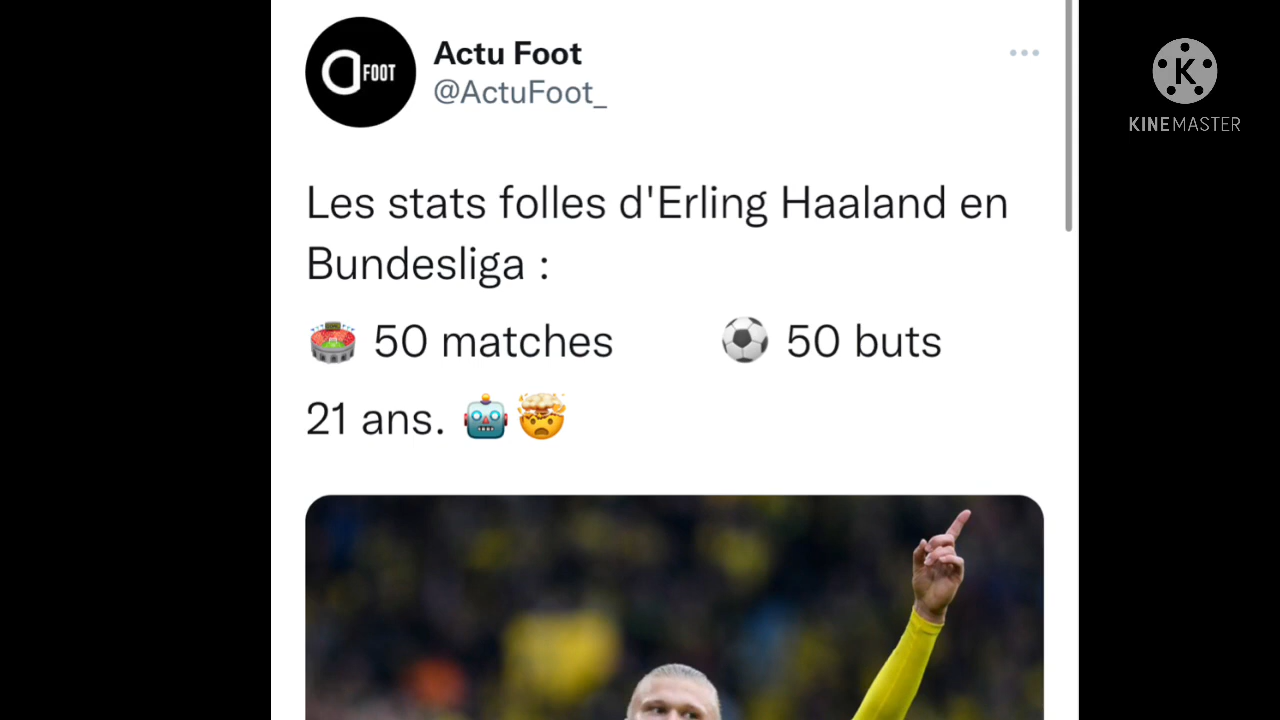 Actu Foot
@ActuFoot_
FOOT
Les stats folles d'Erling Haaland en
Bundesliga :
50 matches 50 buts
21 ans.
K
KINEMASTER